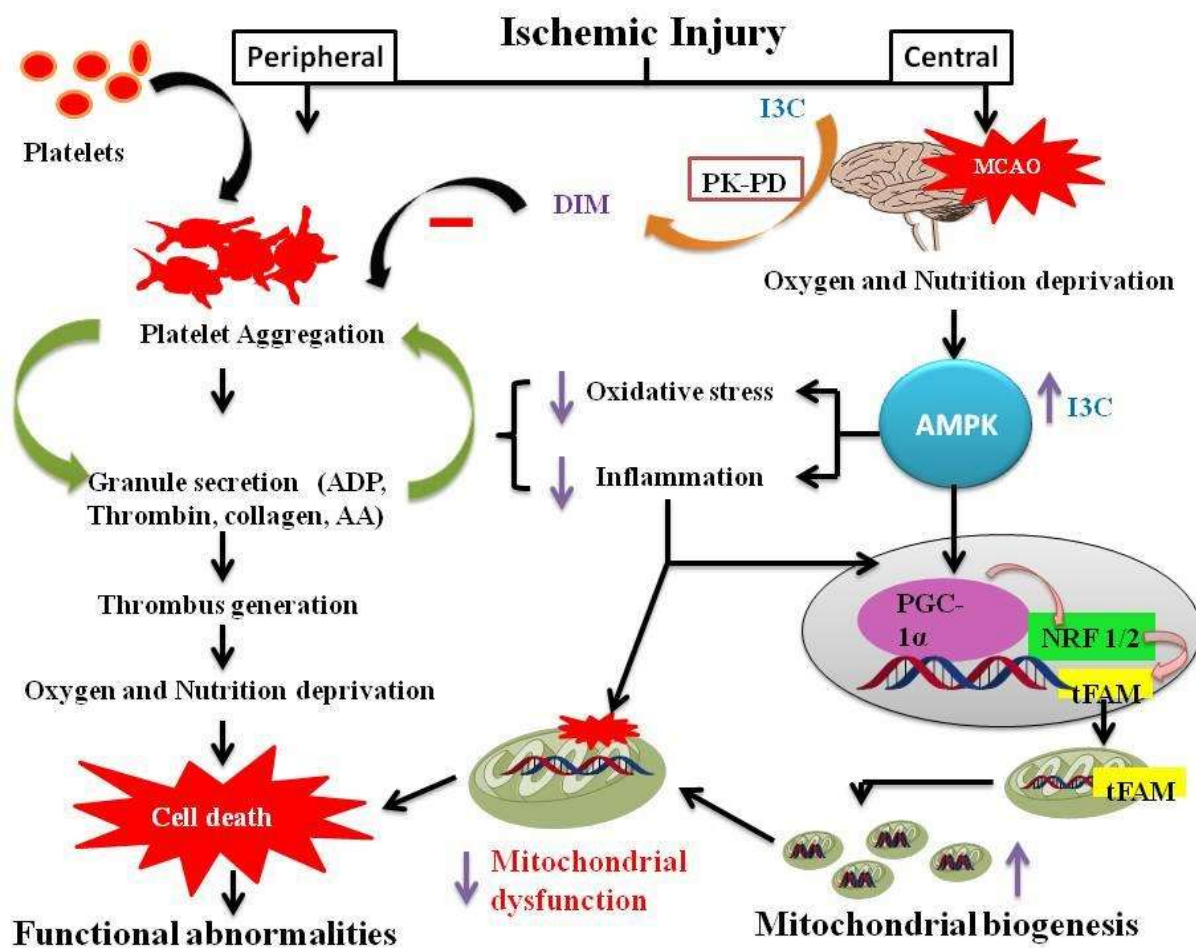 Ischemic Injury
Peripheral
Central
Platelets
I3C
PK-PD
MCAO
DIM
Oxygen and Nutrition deprivation
Platelet Aggregation
Oxidative stress
AMPK
I3C
Inflammation
Granule secretion (ADP,
Thrombin, collagen, AA)
Thrombus generation
PGC-
1α
NRF 1/2
tFAM
Oxygen and Nutrition deprivation
Cell death
tFAM
Mitochondrial
dysfunction
Mitochondrial biogenesis
Functional abnormalities